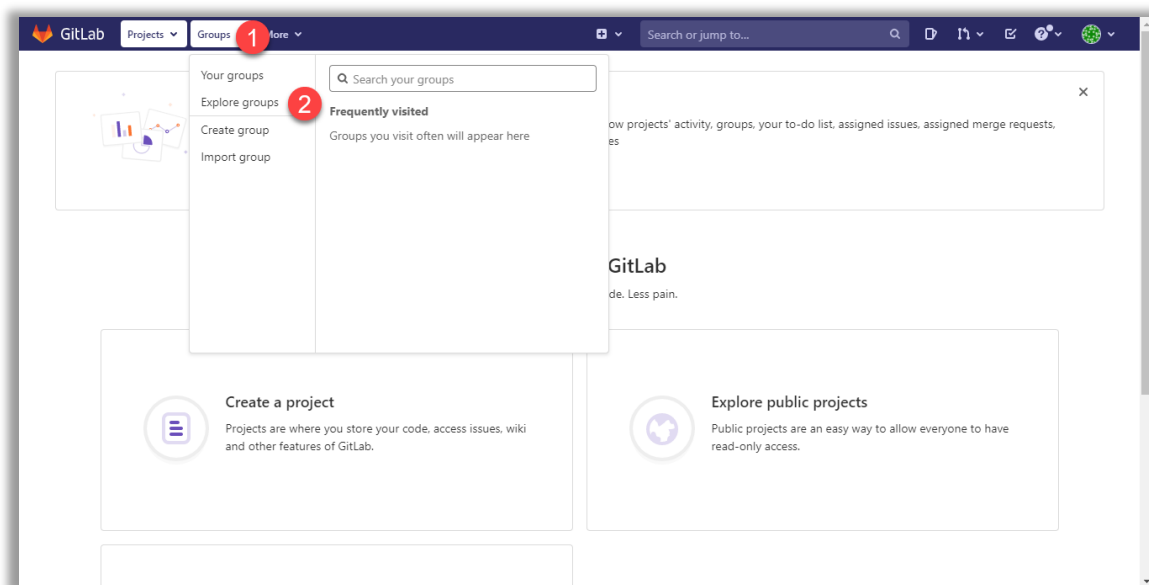 GitLab Projects Groups 1 More Search or jump to...
Your groups
Explore groups 2
Create group
Import group
Search your groups
Frequently visited
Groups you visit often will appear here
ow projects' activity, groups, your to-do list, assigned issues, assigned merge requests,
es
GitLab
de. Less pain.
Create a project
Projects are where you store your code, access issues, wiki
and other features of GitLab.
Explore public projects
Public projects are an easy way to allow everyone to have
read-only access.